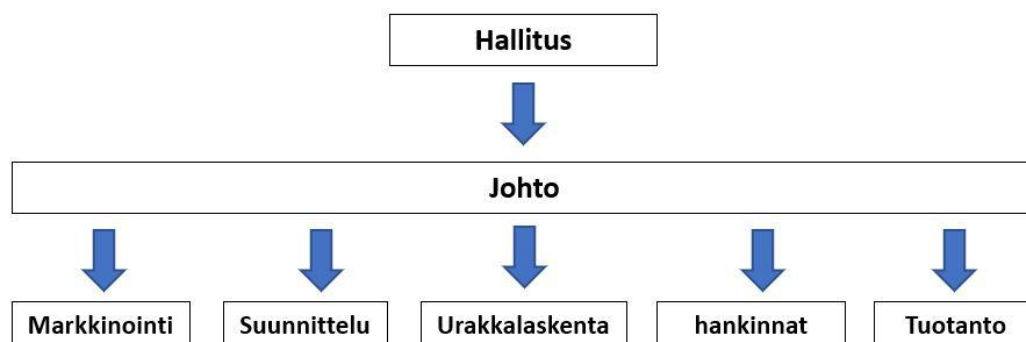 Hallitus
Johto
Markkinointi
Suunnittelu
Urakkalaskenta
hankinnat
Tuotanto